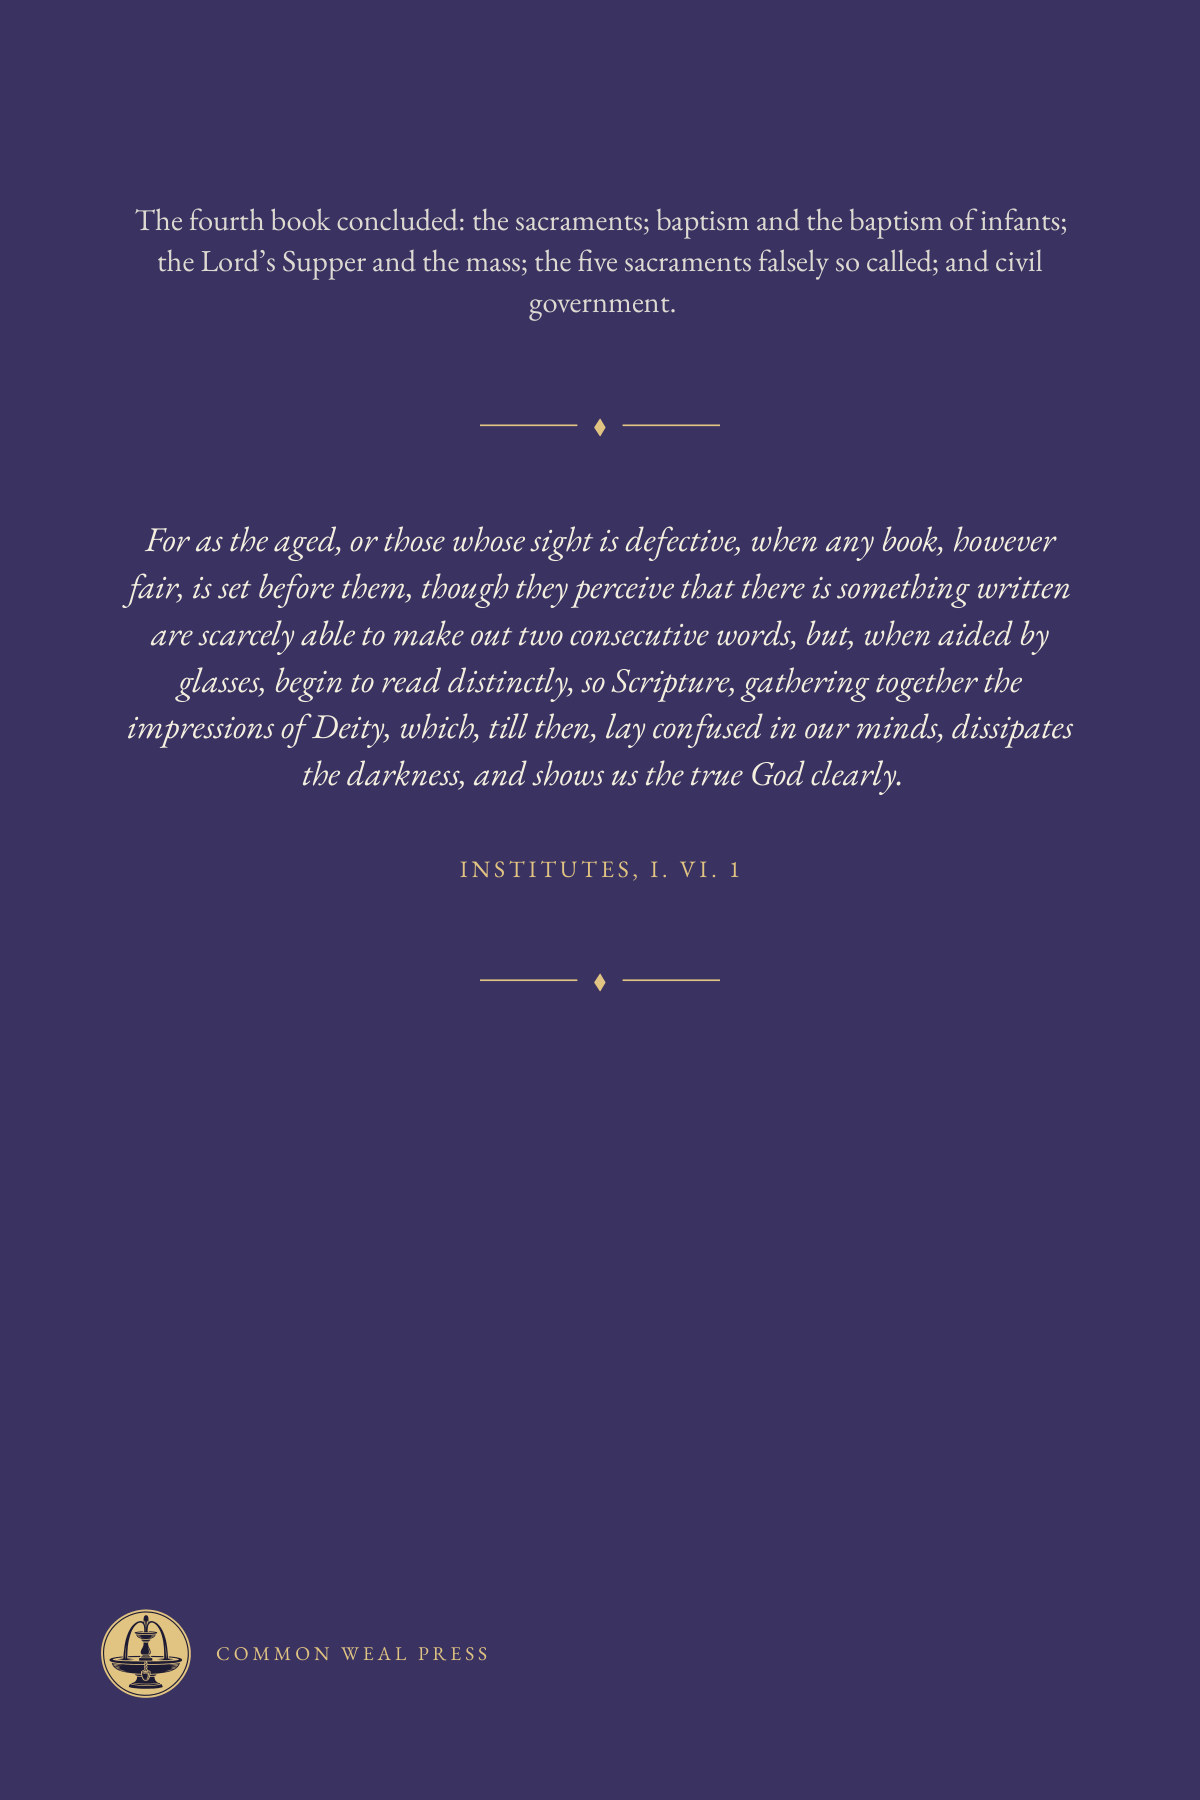 The fourth book concluded: the sacraments; baptism and the baptism of infants;
the Lord’s Supper and the mass; the five sacraments falsely so called; and civil
government.
For as the aged, or those whose sight is defective, when any book, however
fair, is set before them, though they perceive that there is something written
are scarcely able to make out two consecutive words, but, when aided by
glasses, begin to read distinctly, so Scripture, gathering together the
impressions of Deity, which, till then, lay confused in our minds, dissipates
the darkness, and shows us the true God clearly.
INSTITUTES, I. VI. 1
COMMON WEAL PRESS